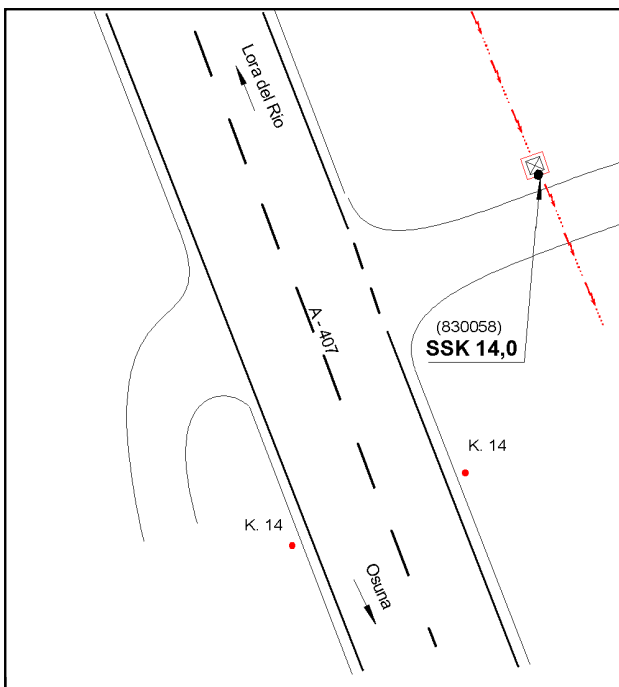 Lora del Rio
A - 407
(830058)
SSK 14,0
K. 14
K. 14
Osuna